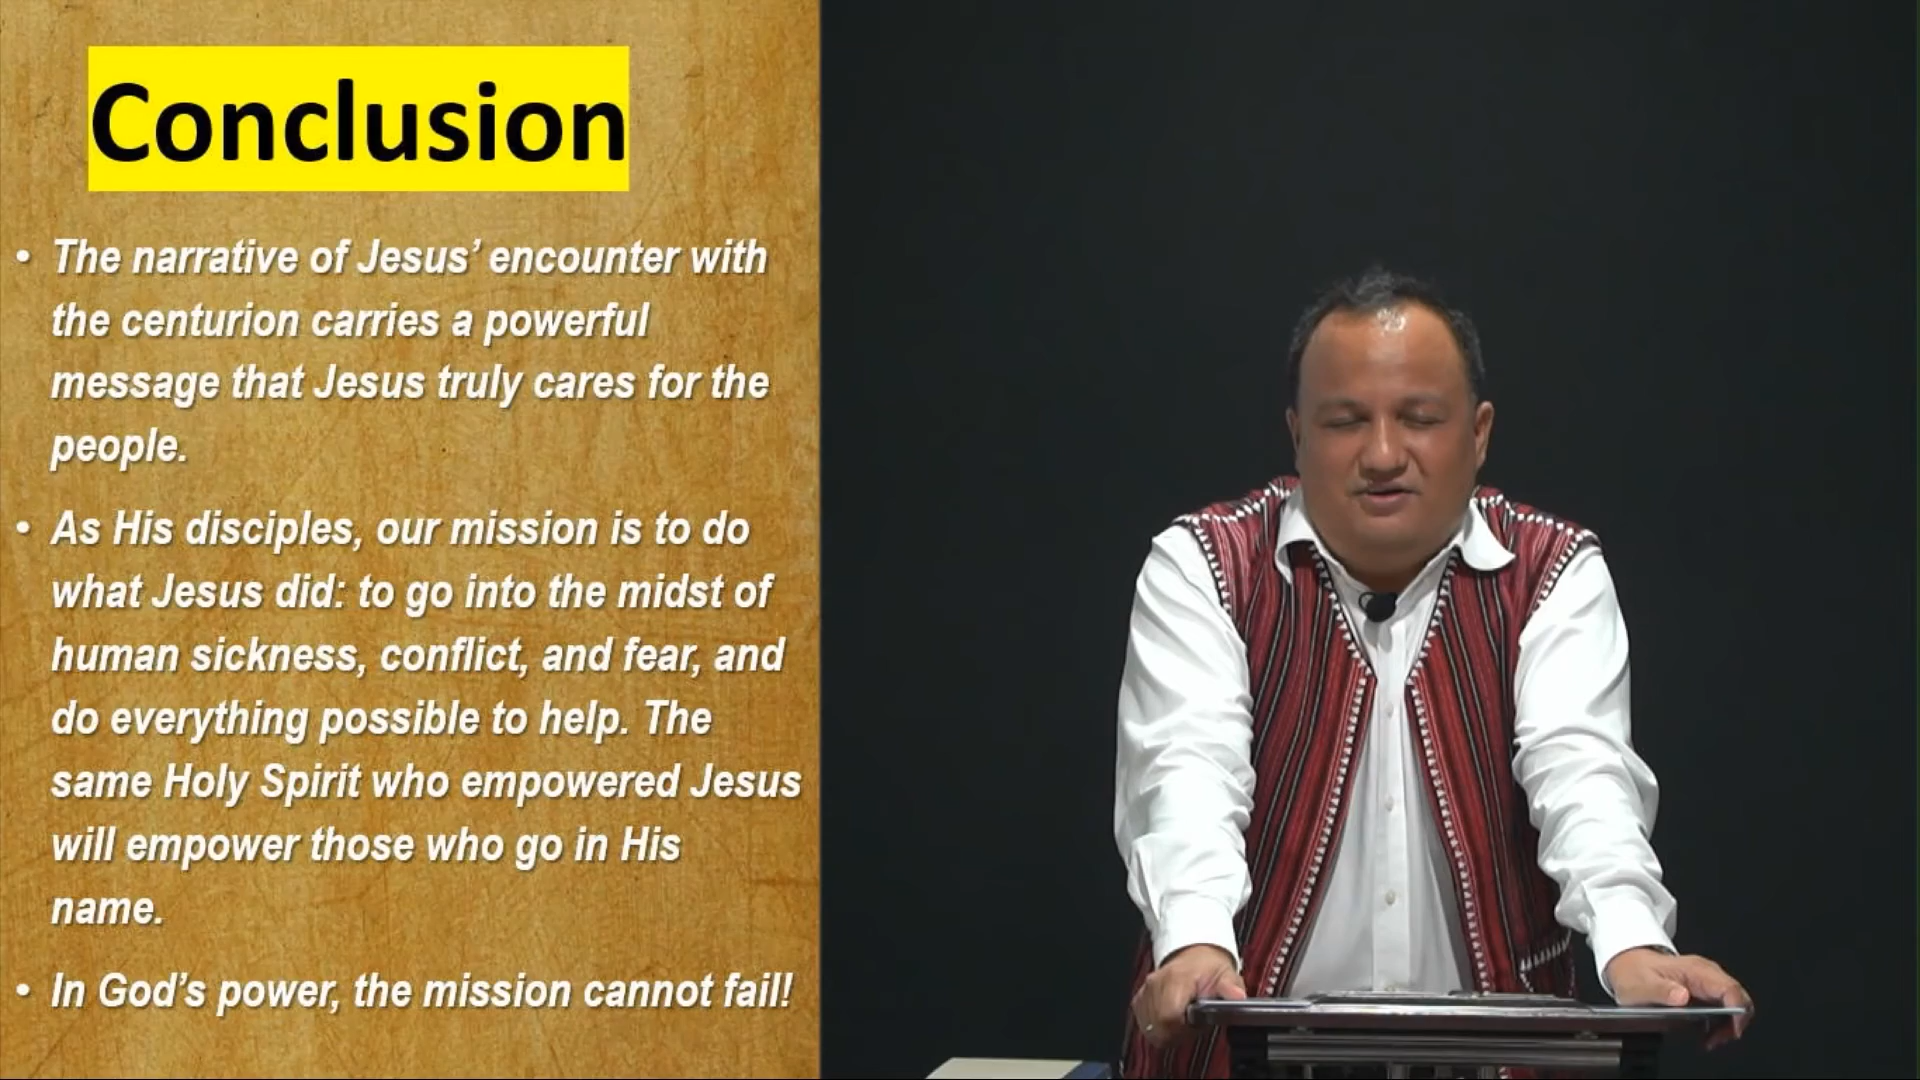 Conclusion
• The narrative of Jesus’ encounter with
the centurion carries a powerful
message that Jesus truly cares for the
people.
• As His disciples, our mission is to do
what Jesus did: to go into the midst of
human sickness, conflict, and fear, and
do everything possible to help. The
same Holy Spirit who empowered Jesus
will empower those who go in His
name.
• In God’s power, the mission cannot fail!